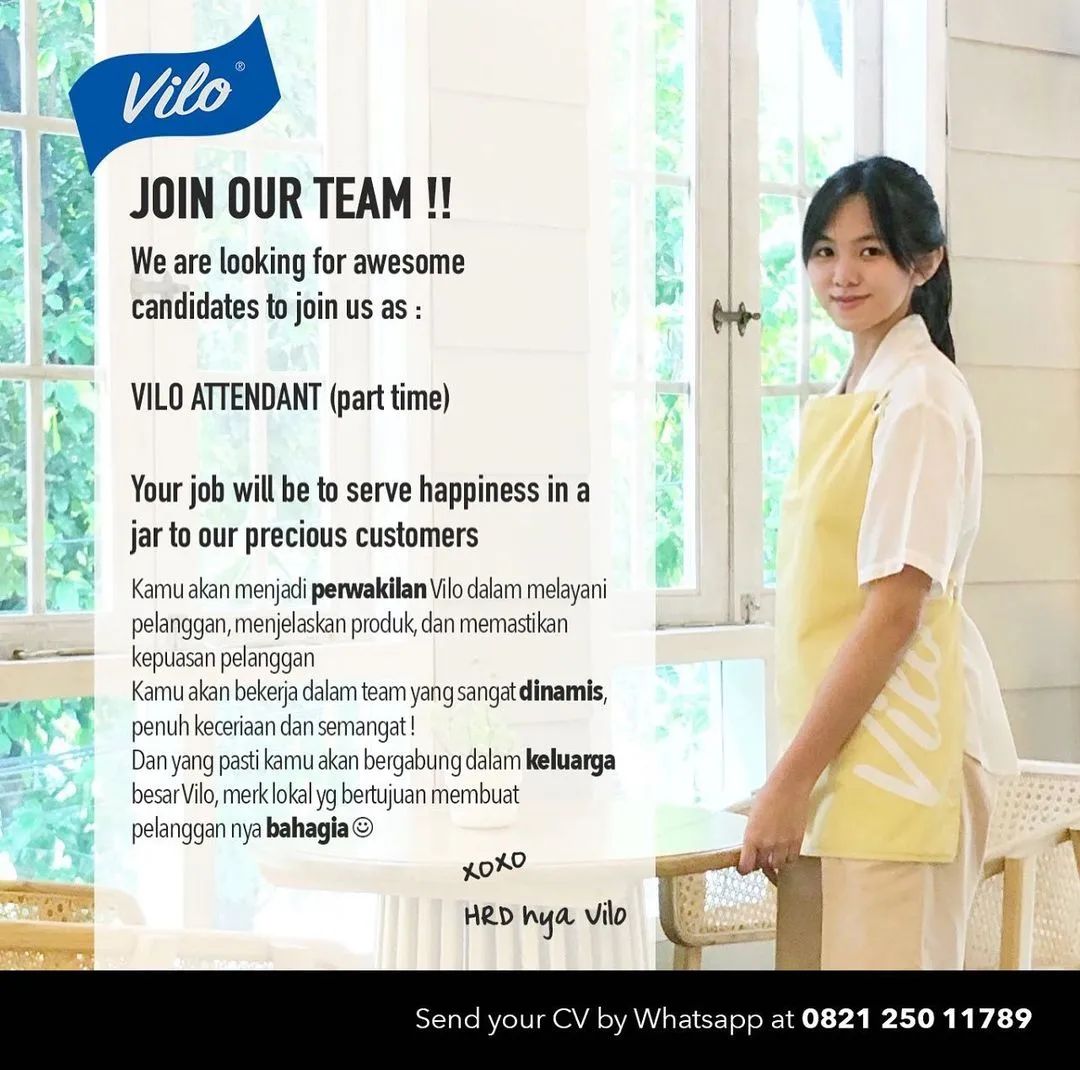 Vilo®
JOIN OUR TEAM !!
We are looking for awesome
candidates to join us as :
VILO ATTENDANT (part time)
Your job will be to serve happiness in a
jar to our precious customers
Kamu akan menjadi perwakilan Vilo dalam melayani
pelanggan, menjelaskan produk, dan memastikan
kepuasan pelanggan
Kamu akan bekerja dalam team yang sangat dinamis,
penuh keceriaan dan semangat !
Dan yang pasti kamu akan bergabung dalam keluarga
besar Vilo, merk lokal yg bertujuan membuat
pelanggan nya bahagia ☺
xoxo
HRD nya Vilo
Vilo
Send your CV by Whatsapp at 0821 250 11789